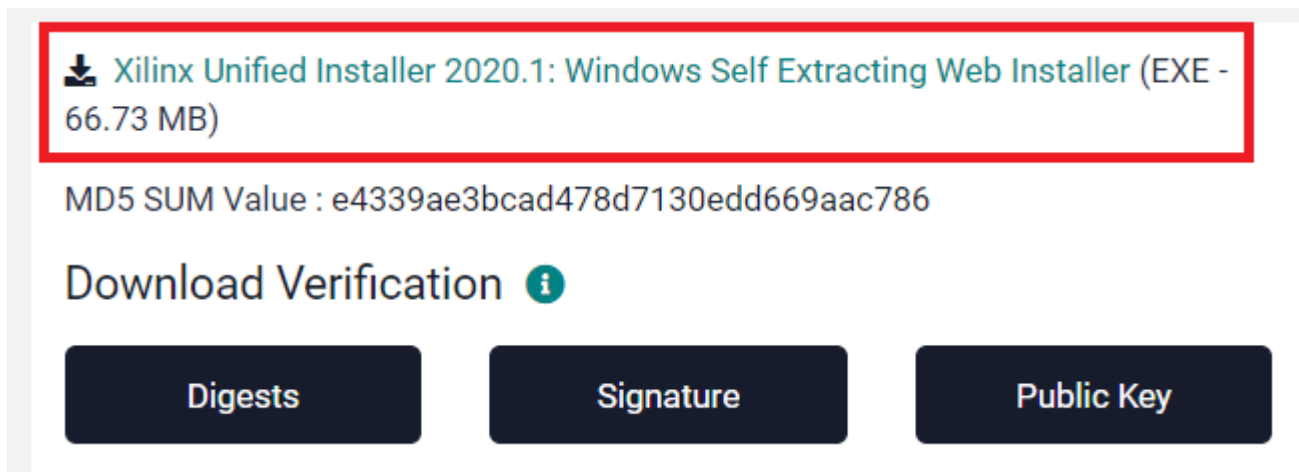 Xilinx Unified Installer 2020.1: Windows Self Extracting Web Installer (EXE -
66.73 MB)
MD5 SUM Value : e4339ae3bcad478d7130edd669aac786
Download Verification
Digests
Signature
Public Key